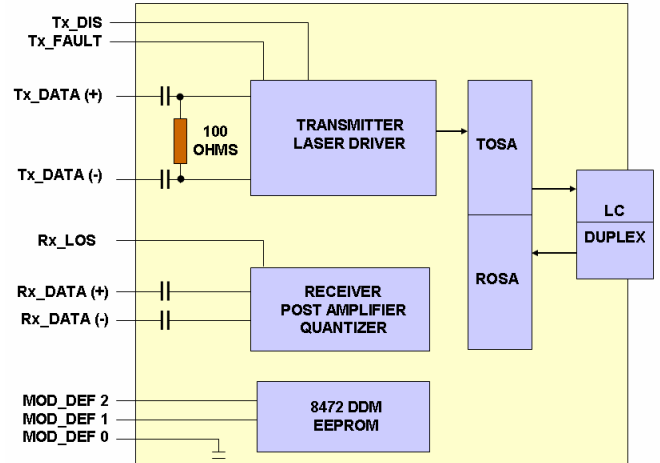 Tx_DIS
Tx_FAULT
Tx_DATA (+)
100
OHMS
Tx_DATA (-)
TRANSMITTER
LASER DRIVER
TOSA
LC
DUPLEX
ROSA
Rx_LOS
Rx_DATA (+)
Rx_DATA (-)
RECEIVER
POST AMPLIFIER
QUANTIZER
MOD_DEF 2
MOD_DEF 1
MOD_DEF 0
8472 DDM
EEPROM